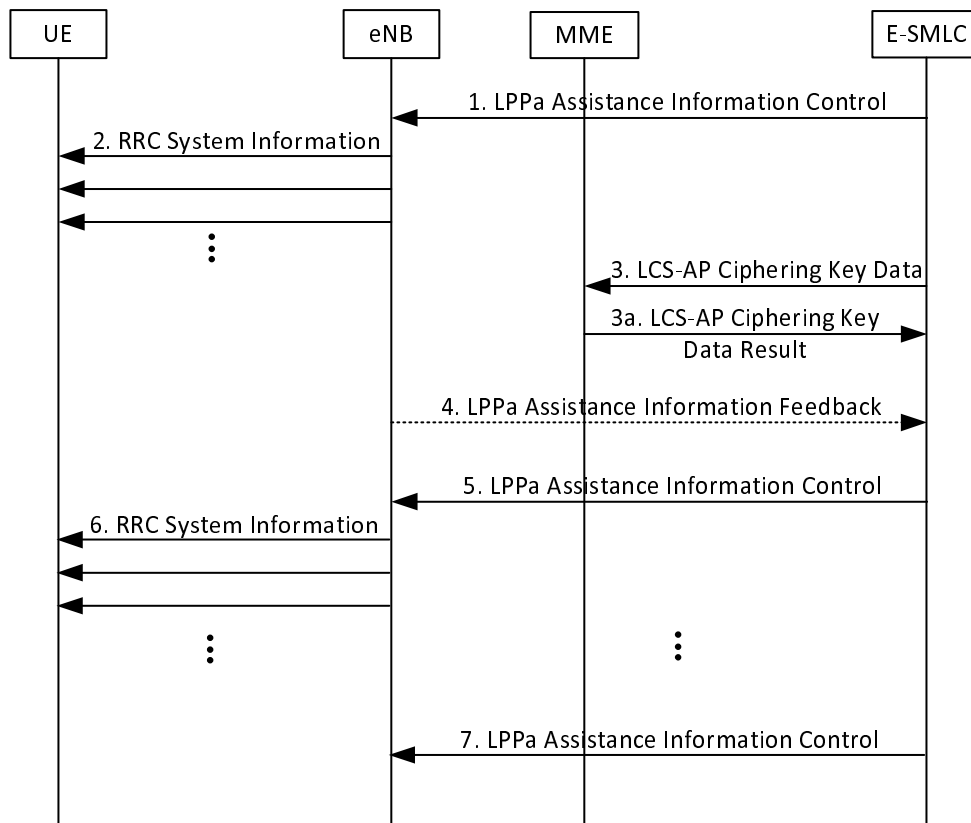 UE
eNB
MME
E-SMLC
1. LPPa Assistance Information Control
2. RRC System Information
3. LCS-AP Ciphering Key Data
3a. LCS-AP Ciphering Key
Data Result
4. LPPa Assistance Information Feedback
5. LPPa Assistance Information Control
6. RRC System Information
7. LPPa Assistance Information Control